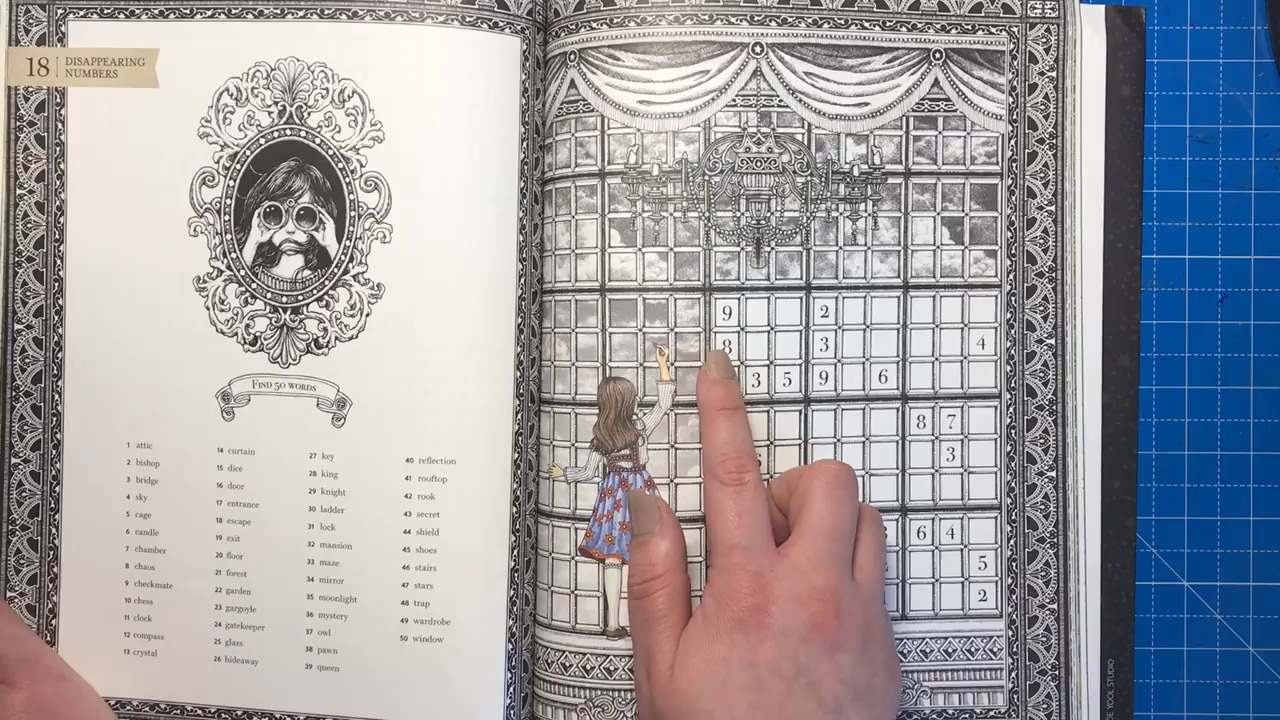 18
DISAPPEARING
NUMBERS
FIND 50 WORDS
1 attic
2 bishop
3 bridge
4 sky
5 cage
6 candle
7 chamber
8 chaos
9 checkmate
10 chess
11 clock
12 compass
13 crystal
14 curtain
15 dice
16 door
17 entrance
18 escape
19 exit
20 floor
21 forest
22 garden
23 gargoyle
24 gatekeeper
25 glass
26 hideaway
27 key
28 king
29 knight
30 ladder
31 lock
32 mansion
33 maze
34 mirror
35 moonlight
36 mystery
37 owl
38 pawn
39 queen
40 reflection
41 rooftop
42 rook
43 secret
44 shield
45 shoes
46 stairs
47 stars
48 trap
49 wardrobe
50 window
9 2
8 3 4
3 5 9 6
8 7
3
6 4
5
2